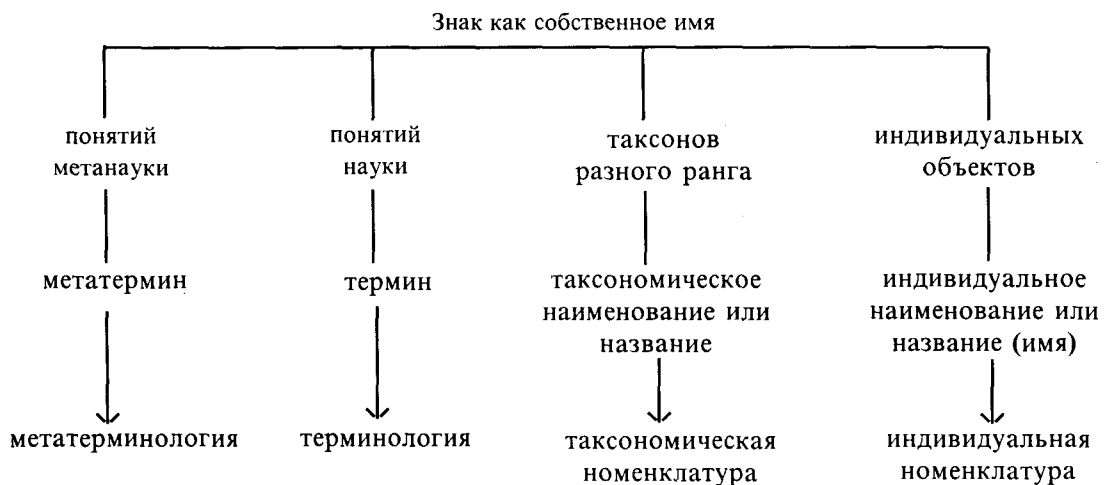 Знак как собственное имя
понятий
метанауки
понятий
науки
таксонов
разного ранга
индивидуальных
объектов
метатермин
термин
таксономическое
наименование или
название
индивидуальное
наименование или
название (имя)
метатерминология
терминология
таксономическая
номенклатура
индивидуальная
номенклатура